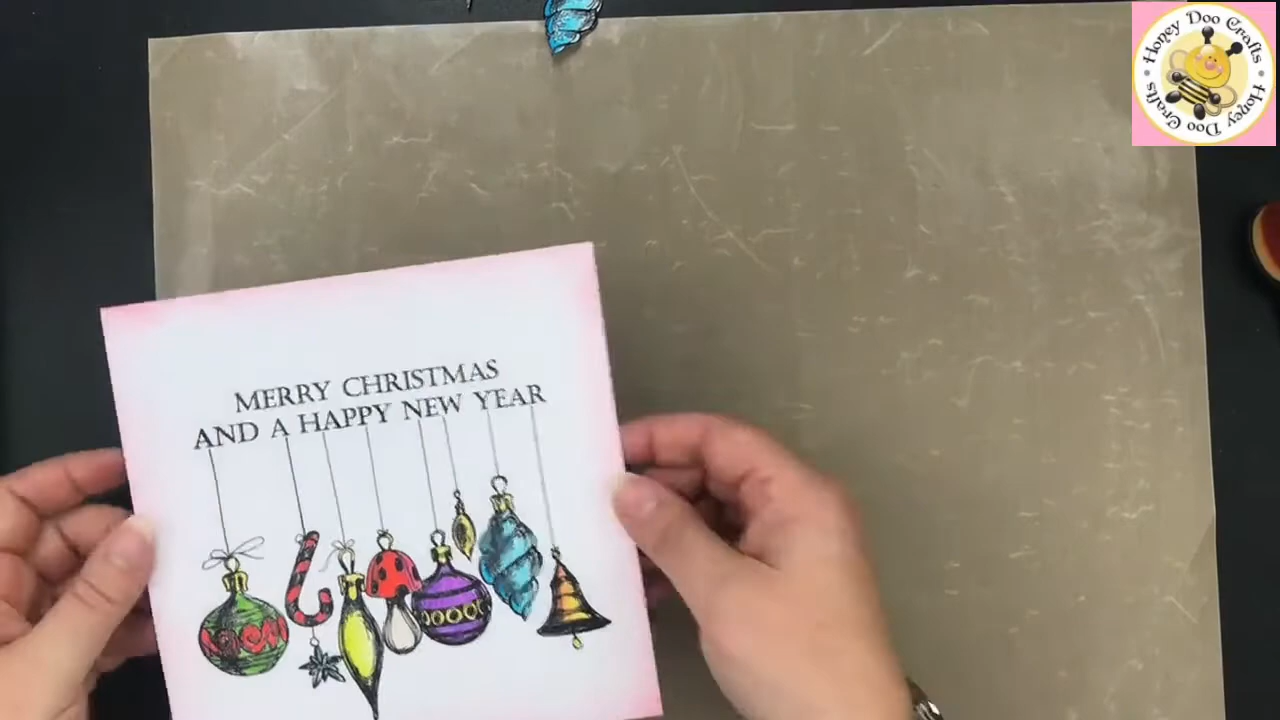 MERRY CHRISTMAS
AND A HAPPY NEW YEAR
Honey Doo Crafts
Honey Doo Crafts